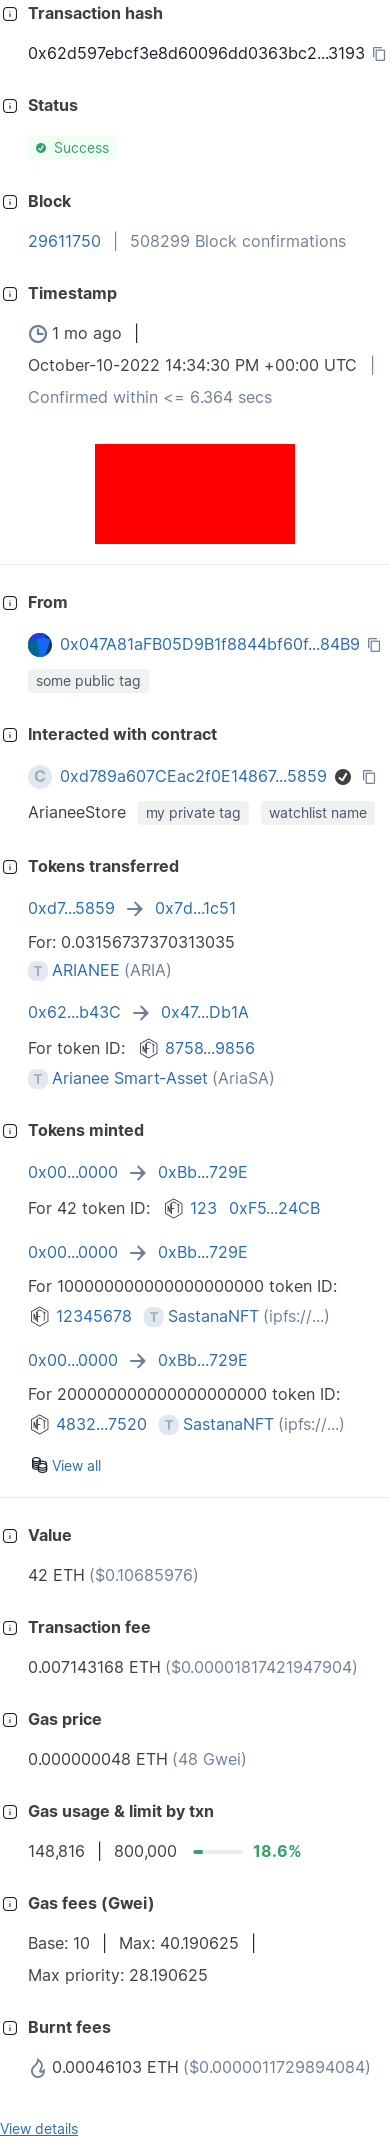 Transaction hash
0x62d597ebcf3e8d60096dd0363bc2...3193
Status
Success
Block
29611750 | 508299 Block confirmations
Timestamp
1 mo ago |
October-10-2022 14:34:30 PM +00:00 UTC |
Confirmed within <= 6.364 secs
From
0x047A81aFB05D9B1f8844bf60f...84B9
some public tag
Interacted with contract
C 0xd789a607CEac2f0E14867...5859
ArianeeStore my private tag watchlist name
Tokens transferred
0xd7...5859 → 0x7d...1c51
For: 0.03156737370313035
T ARIANEE (ARIA)
0x62...b43C → 0x47...Db1A
For token ID: NFT 8758...9856
T Arianee Smart-Asset (AriaSA)
Tokens minted
0x00...0000 → 0xBb...729E
For 42 token ID: NFT 123 0xF5...24CB
0x00...0000 → 0xBb...729E
For 100000000000000000000 token ID:
NFT 12345678 T SastanaNFT (ipfs://...)
0x00...0000 → 0xBb...729E
For 200000000000000000000 token ID:
NFT 4832...7520 T SastanaNFT (ipfs://...)
View all
Value
42 ETH ($0.10685976)
Transaction fee
0.007143168 ETH ($0.00001817421947904)
Gas price
0.000000048 ETH (48 Gwei)
Gas usage & limit by txn
148,816 | 800,000 18.6%
Gas fees (Gwei)
Base: 10 | Max: 40.190625 |
Max priority: 28.190625
Burnt fees
0.00046103 ETH ($0.0000011729894084)
View details